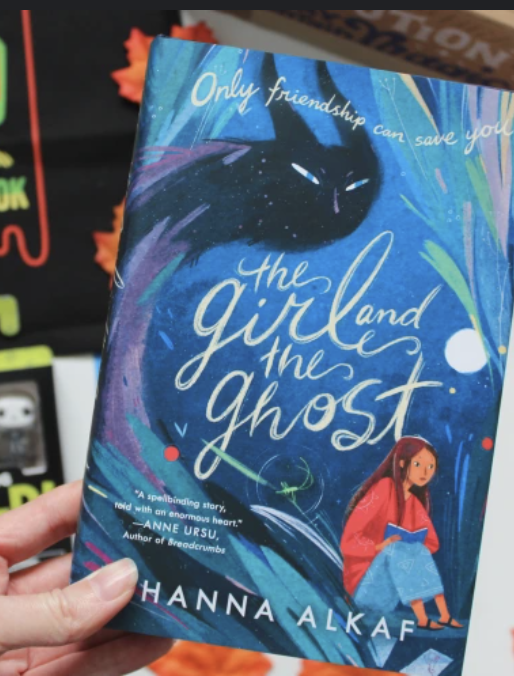 Only friendship can save you
the
girl and
the
ghost
"A spellbinding story,
told with an enormous heart."
—ANNE URSU,
Author of Breadcrumbs
HANNA ALKAF
OK